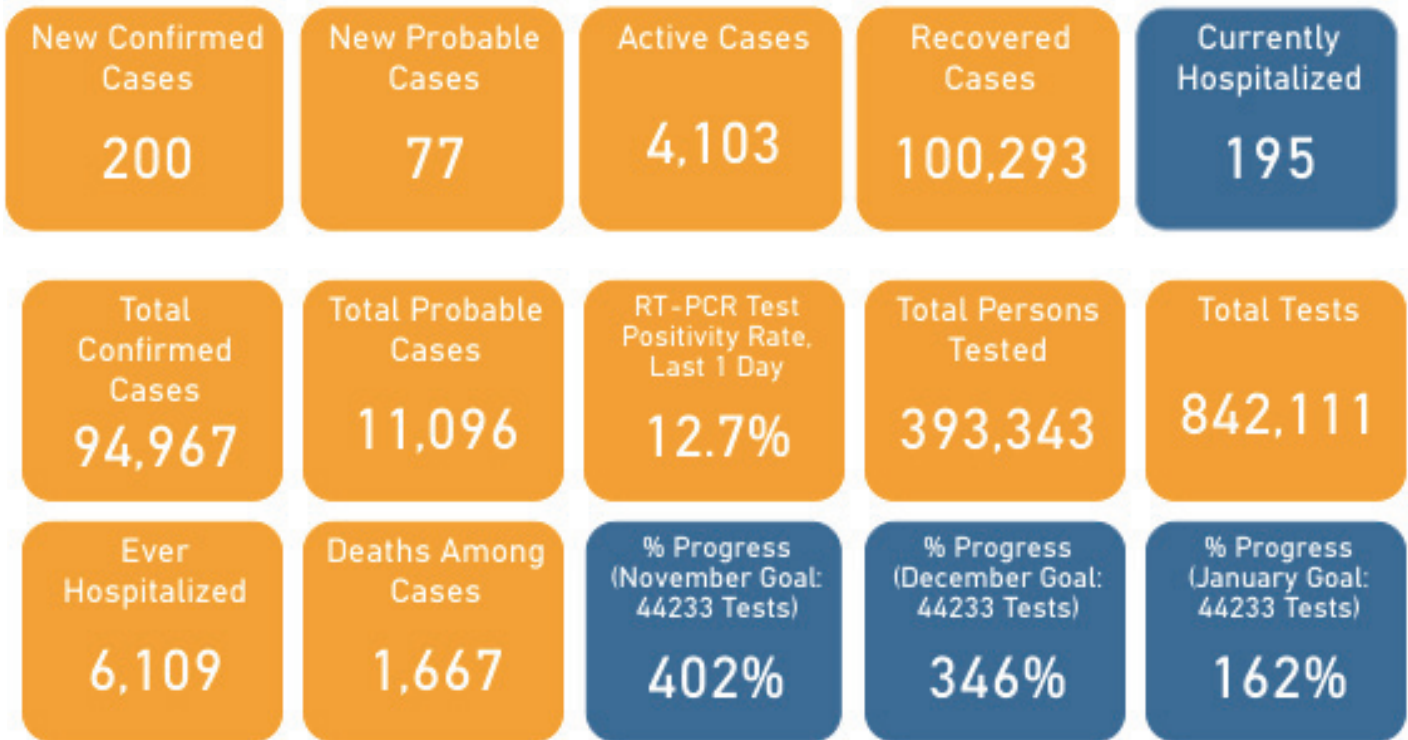 New Confirmed
Cases
200
New Probable
Cases
77
Active Cases
4,103
Recovered
Cases
100,293
Currently
Hospitalized
195
Total
Confirmed
Cases
94,967
Total Probable
Cases
11,096
RT-PCR Test
Positivity Rate,
Last 1 Day
12.7%
Total Persons
Tested
393,343
Total Tests
842,111
Ever
Hospitalized
6,109
Deaths Among
Cases
1,667
% Progress
(November Goal:
44233 Tests)
402%
% Progress
(December Goal:
44233 Tests)
346%
% Progress
(January Goal:
44233 Tests)
162%